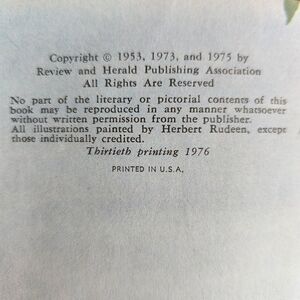 Copyright © 1953, 1973, and 1975 by
Review and Herald Publishing Association
All Rights Are Reserved
No part of the literary or pictorial contents of this
book may be reproduced in any manner whatsoever
without written permission from the publisher.
All illustrations painted by Herbert Rudeen, except
those individually credited.
Thirtieth printing 1976
PRINTED IN U.S.A.